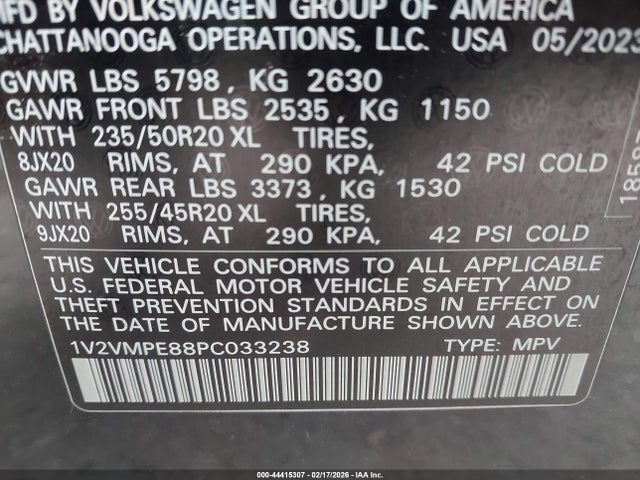 MFD BY VOLKSWAGEN GROUP OF AMERICA
CHATTANOOGA OPERATIONS, LLC. USA 05/2023
GVWR LBS 5798, KG 2630
GAWR FRONT LBS 2535, KG 1150
WITH 235/50R20 XL TIRES,
8JX20 RIMS, AT 290 KPA, 42 PSI COLD
GAWR REAR LBS 3373, KG 1530
WITH 255/45R20 XL TIRES,
9JX20 RIMS, AT 290 KPA, 42 PSI COLD
THIS VEHICLE CONFORMS TO ALL APPLICABLE
U.S. FEDERAL MOTOR VEHICLE SAFETY AND
THEFT PREVENTION STANDARDS IN EFFECT ON
DATE OF MANUFACTURE SHOWN ABOVE.
1V2VMPE88PC033238 TYPE: MPV
000-44415307 - 02/17/2026 - IAA Inc.